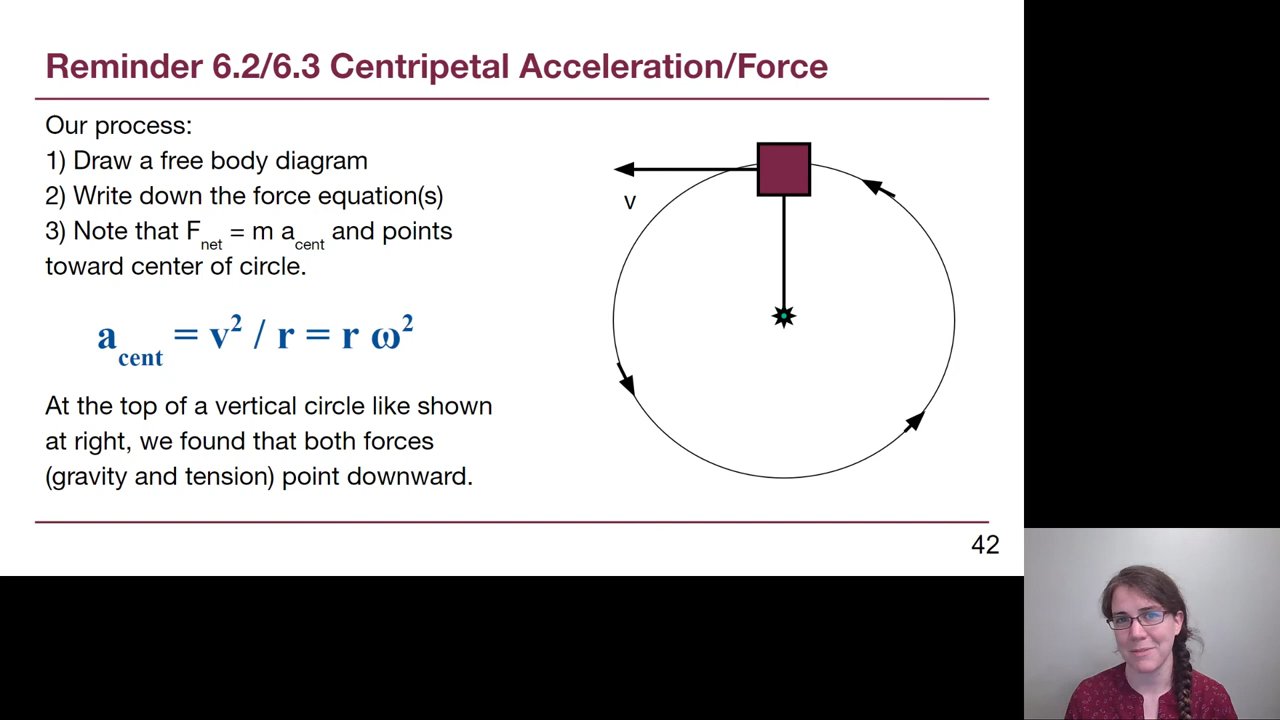 Reminder 6.2/6.3 Centripetal Acceleration/Force
Our process:
1) Draw a free body diagram
2) Write down the force equation(s)
3) Note that F_net = m a_cent and points
toward center of circle.
a_cent = v² / r = r ω²
At the top of a vertical circle like shown
at right, we found that both forces
(gravity and tension) point downward.
v
42